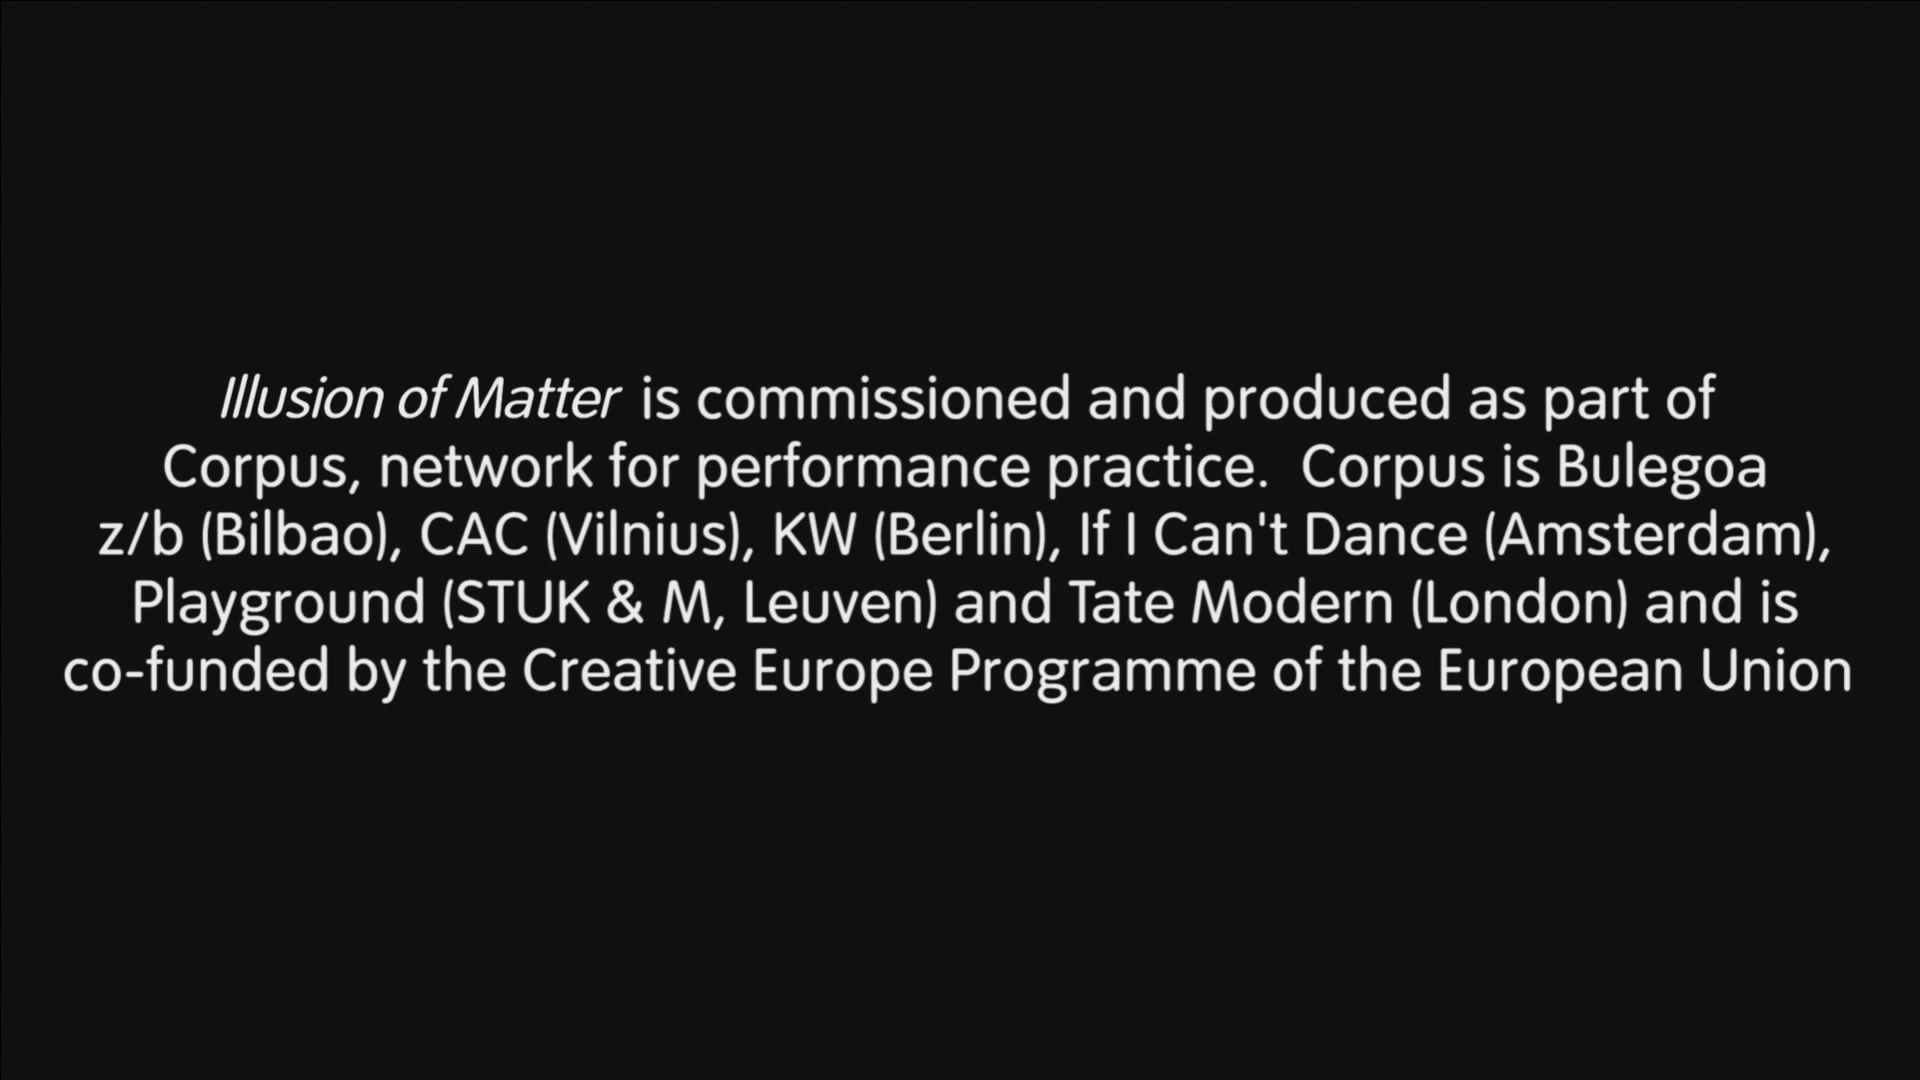 Illusion of Matter is commissioned and produced as part of
Corpus, network for performance practice.  Corpus is Bulegoa
z/b (Bilbao), CAC (Vilnius), KW (Berlin), If I Can't Dance (Amsterdam),
Playground (STUK & M, Leuven) and Tate Modern (London) and is
co-funded by the Creative Europe Programme of the European Union